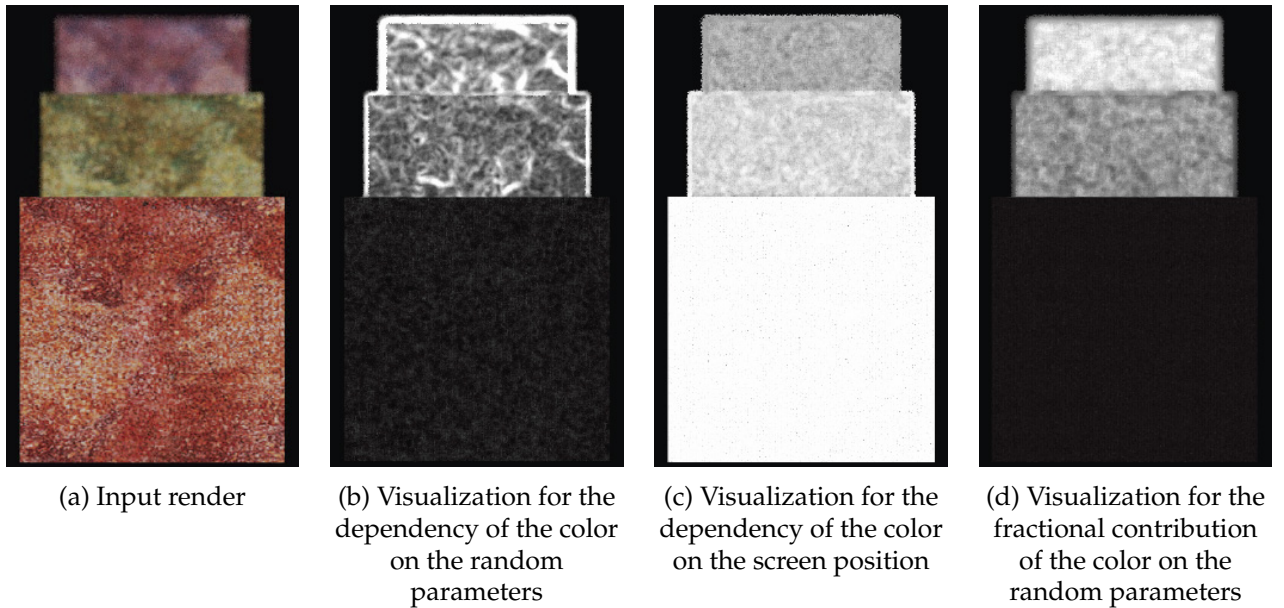 (a) Input render
(b) Visualization for the
dependency of the color
on the random
parameters
(c) Visualization for the
dependency of the color
on the screen position
(d) Visualization for the
fractional contribution
of the color on the
random parameters